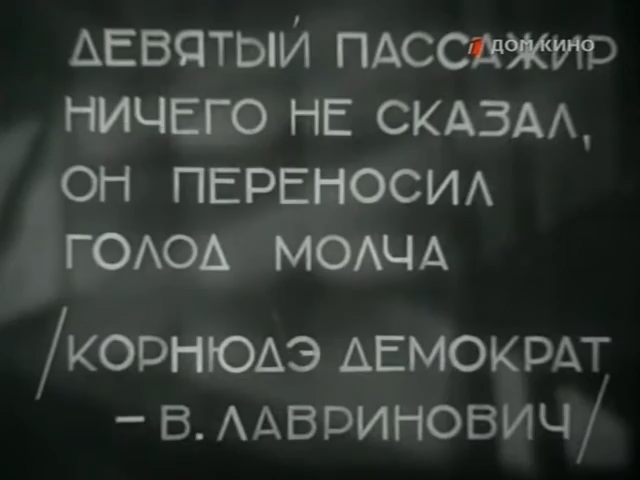 ДЕВЯТЫЙ ПАССАЖИР
НИЧЕГО НЕ СКАЗАЛ,
ОН ПЕРЕНОСИЛ
ГОЛОД МОЛЧА
/КОРНЮДЭ ДЕМОКРАТ
– В. ЛАВРИНОВИЧ/
ДОМ КИНО